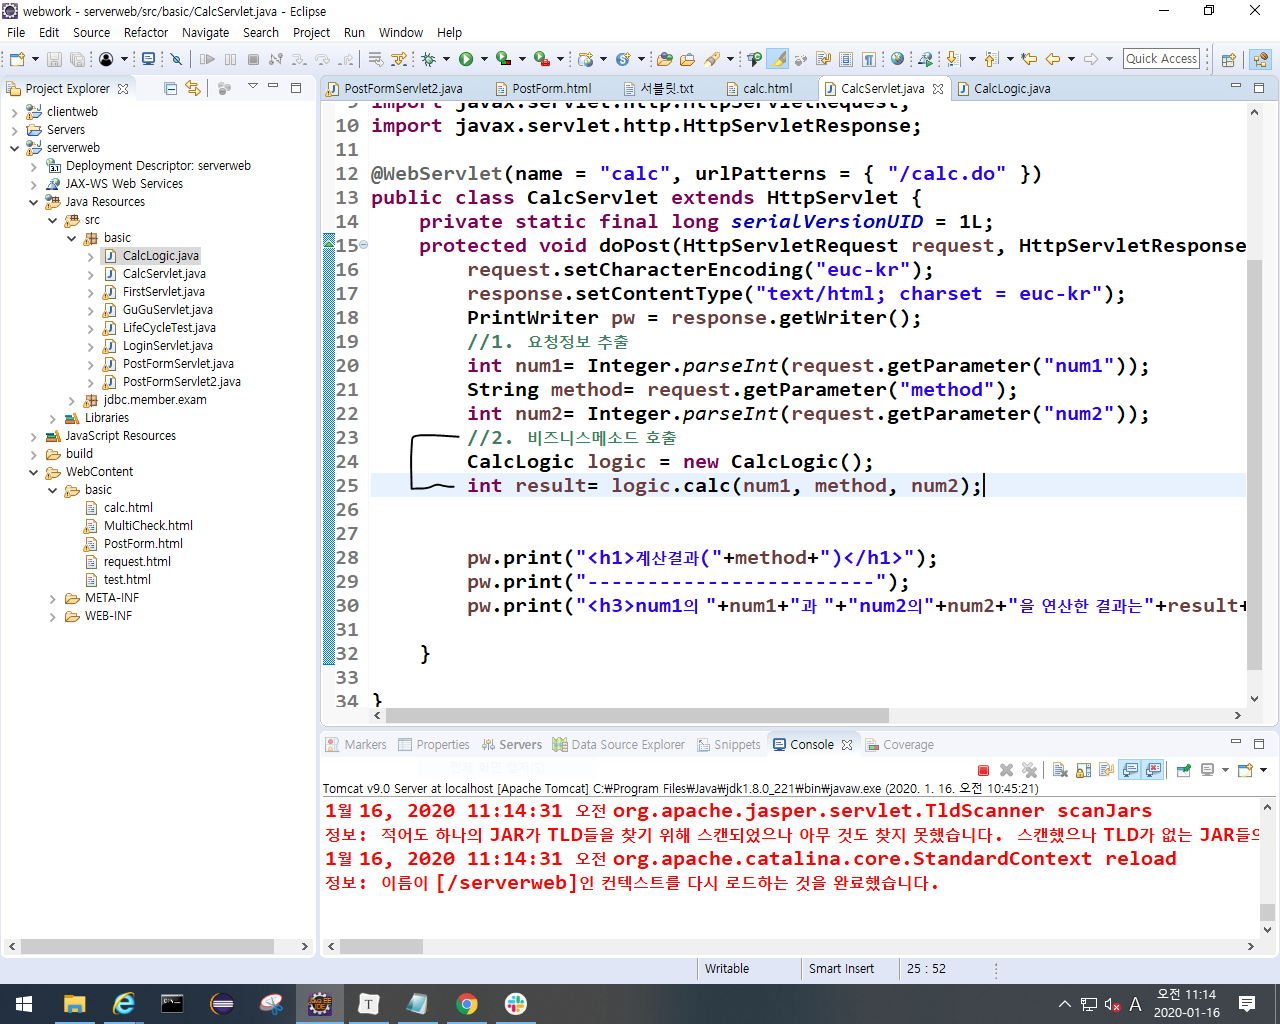 webwork - serverweb/src/basic/CalcServlet.java - Eclipse
File Edit Source Refactor Navigate Search Project Run Window Help
Quick Access
Project Explorer
clientweb
Servers
serverweb
Deployment Descriptor: serverweb
JAX-WS Web Services
Java Resources
src
basic
CalcLogic.java
CalcServlet.java
FirstServlet.java
GuGuServlet.java
LifeCycleTest.java
LoginServlet.java
PostFormServlet.java
PostFormServlet2.java
jdbc.member.exam
Libraries
JavaScript Resources
build
WebContent
basic
calc.html
MultiCheck.html
PostForm.html
request.html
test.html
META-INF
WEB-INF
PostFormServlet2.java PostForm.html 서블릿.txt calc.html CalcServlet.java CalcLogic.java
9 import javax.servlet.http.HttpServletRequest;
10 import javax.servlet.http.HttpServletResponse;
11
12 @WebServlet(name = "calc", urlPatterns = { "/calc.do" })
13 public class CalcServlet extends HttpServlet {
14 private static final long serialVersionUID = 1L;
15 protected void doPost(HttpServletRequest request, HttpServletResponse
16 request.setCharacterEncoding("euc-kr");
17 response.setContentType("text/html; charset = euc-kr");
18 PrintWriter pw = response.getWriter();
19 //1. 요청정보 추출
20 int num1= Integer.parseInt(request.getParameter("num1"));
21 String method= request.getParameter("method");
22 int num2= Integer.parseInt(request.getParameter("num2"));
23 //2. 비즈니스메소드 호출
24 CalcLogic logic = new CalcLogic();
25 int result= logic.calc(num1, method, num2);
26
27
28 pw.print("<h1>계산결과("+method+")</h1>");
29 pw.print("------------------------");
30 pw.print("<h3>num1의 "+num1+"과 "+"num2의"+num2+"을 연산한 결과는"+result+
31
32 }
33
34 }
Markers Properties Servers Data Source Explorer Snippets Console Coverage
Tomcat v9.0 Server at localhost [Apache Tomcat] C:₩Program Files₩Java₩jdk1.8.0_221₩bin₩javaw.exe (2020. 1. 16. 오전 10:45:21)
1월 16, 2020 11:14:31 오전 org.apache.jasper.servlet.TldScanner scanJars
정보: 적어도 하나의 JAR가 TLD들을 찾기 위해 스캔되었으나 아무 것도 찾지 못했습니다. 스캔했으나 TLD가 없는 JAR들의
1월 16, 2020 11:14:31 오전 org.apache.catalina.core.StandardContext reload
정보: 이름이 [/serverweb]인 컨텍스트를 다시 로드하는 것을 완료했습니다.
Writable Smart Insert 25 : 52
A 오전 11:14
2020-01-16